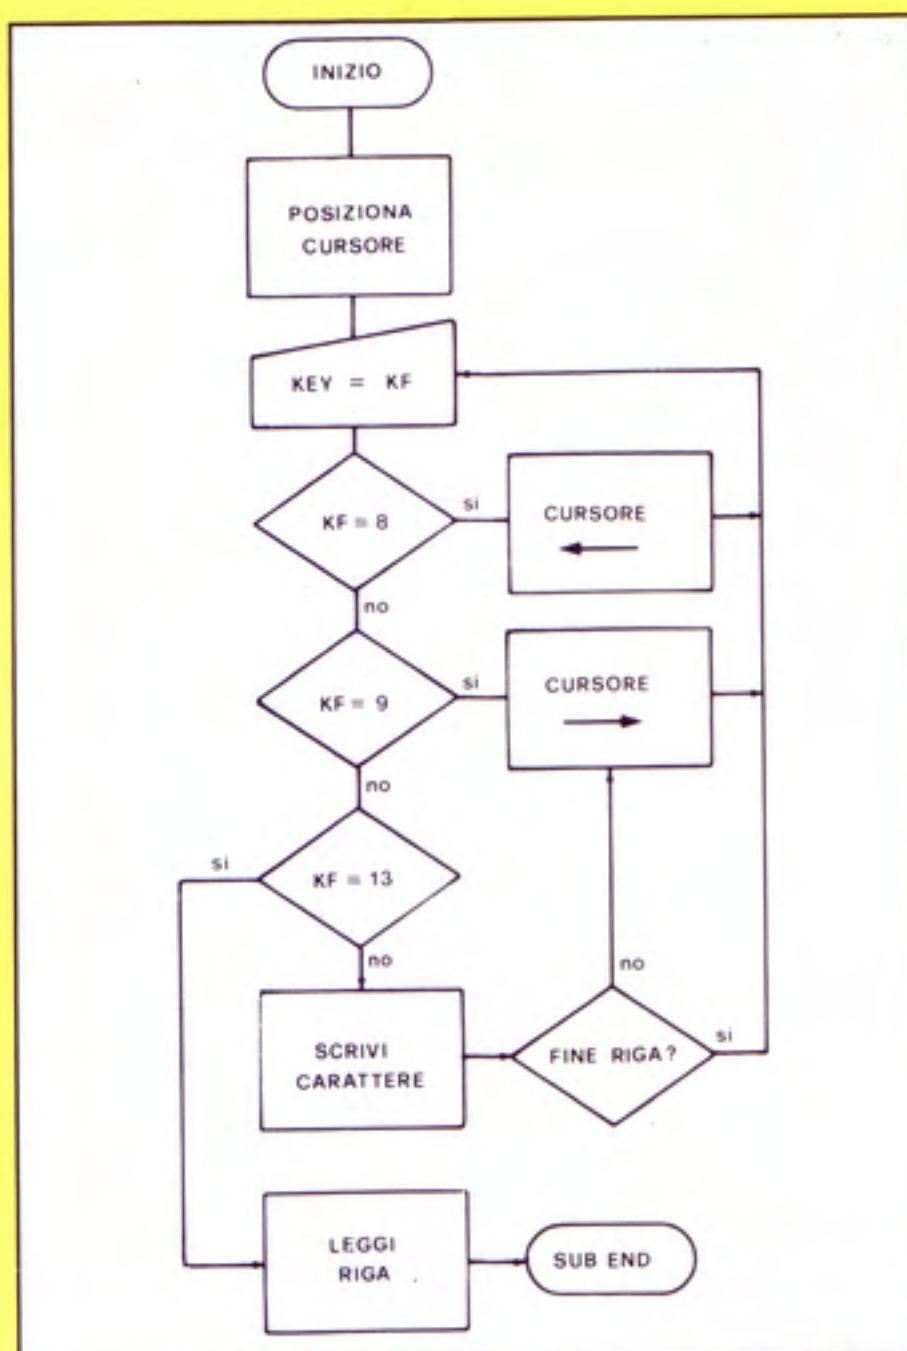 INIZIO
POSIZIONA
CURSORE
KEY = KF
KF = 8
si
CURSORE
no
KF = 9
si
CURSORE
no
si
KF = 13
no
no
SCRIVI
CARATTERE
FINE RIGA?
si
LEGGI
RIGA
SUB END